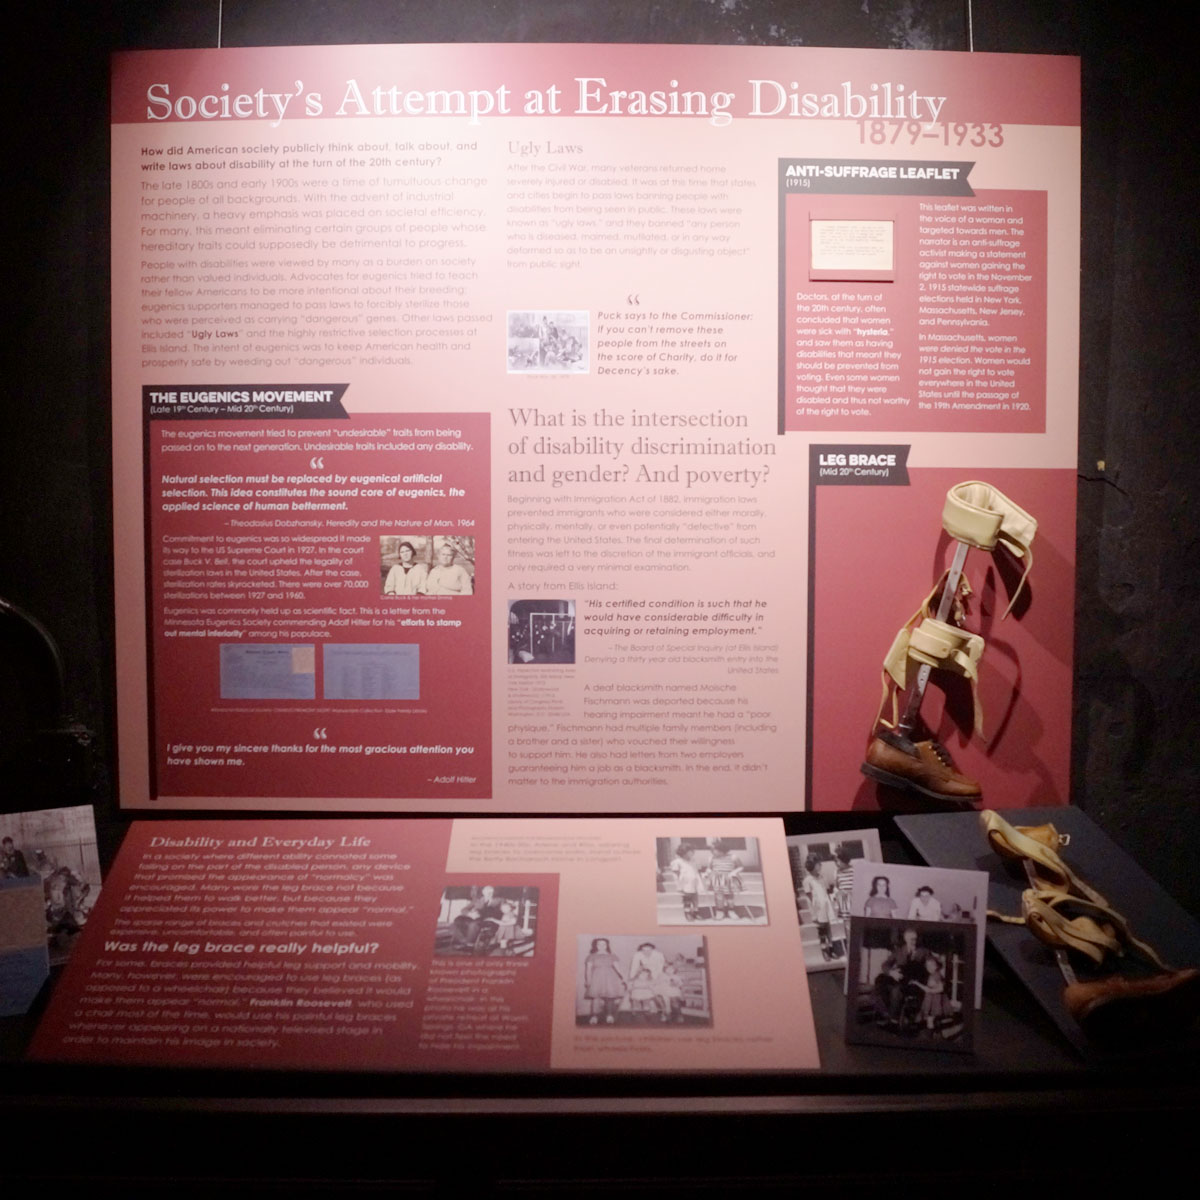 Society's Attempt at Erasing Disability
1879–1933
How did American society publicly think about, talk about, and
write laws about disability at the turn of the 20th century?
The late 1800s and early 1900s were a time of tumultuous change
for people of all backgrounds. With the advent of industrial
machinery, a heavy emphasis was placed on societal efficiency.
For many, this meant eliminating certain groups of people whose
hereditary traits could supposedly be detrimental to progress.
People with disabilities were viewed by many as a burden on society
rather than valued individuals. Advocates for eugenics tried to teach
their fellow Americans to be more intentional about their breeding;
eugenics supporters managed to pass laws to forcibly sterilize those
who were perceived as carrying "dangerous" genes. Other laws passed
included "Ugly Laws" and the highly restrictive selection processes at
Ellis Island. The intent of eugenics was to keep American health and
prosperity safe by weeding out "dangerous" individuals.
THE EUGENICS MOVEMENT
(Late 19th Century – Mid 20th Century)
The eugenics movement tried to prevent "undesirable" traits from being
passed on to the next generation. Undesirable traits included any disability.
“
Natural selection must be replaced by eugenical artificial
selection. This idea constitutes the sound core of eugenics, the
applied science of human betterment.
– Theodosius Dobzhansky, Heredity and the Nature of Man, 1964
Commitment to eugenics was so widespread it made
its way to the US Supreme Court in 1927. In the court
case Buck V. Bell, the court upheld the legality of
sterilization laws in the United States. After the case,
sterilization rates skyrocketed. There were over 70,000
sterilizations between 1927 and 1960.
Carrie Buck & her mother Emma
Eugenics was commonly held up as scientific fact. This is a letter from the
Minnesota Eugenics Society commending Adolf Hitler for his "efforts to stamp
out mental inferiority" among his populace.
“
I give you my sincere thanks for the most gracious attention you
have shown me.
– Adolf Hitler
Ugly Laws
After the Civil War, many veterans returned home
severely injured or disabled. It was at the time that states
and cities begin to pass laws banning people with
disabilities from being seen in public. These laws were
known as "ugly laws," and they banned "any person
who is diseased, maimed, mutilated, or in any way
deformed so as to be an unsightly or disgusting object"
from public sight.
“
Puck says to the Commissioner:
If you can't remove these
people from the streets on
the score of Charity, do it for
Decency's sake.
What is the intersection
of disability discrimination
and gender? And poverty?
Beginning with Immigration Act of 1882, immigration laws
prevented immigrants who were considered either morally,
physically, mentally, or even potentially "defective" from
entering the United States. The final determination of such
fitness was left to the discretion of the immigrant officials, and
only required a very minimal examination.
A story from Ellis Island:
"His certified condition is such that he
would have considerable difficulty in
acquiring or retaining employment."
– The Board of Special Inquiry (at Ellis Island)
Denying a thirty year old blacksmith entry into the
United States
A deaf blacksmith named Moische
Fischmann was deported because his
hearing impairment meant he had a "poor
physique." Fischmann had multiple family members (including
a brother and a sister) who vouched their willingness
to support him. He also had letters from two employers
guaranteeing him a job as a blacksmith. In the end, it didn't
matter to the immigration authorities.
ANTI-SUFFRAGE LEAFLET
(1915)
Doctors, at the turn of
the 20th century, often
concluded that women
were sick with "hysteria,"
and saw them as having
disabilities that meant they
should be prevented from
voting. Even some women
thought that they were
disabled and thus not worthy
of the right to vote.
This leaflet was written in
the voice of a woman and
targeted towards men. The
narrator is an anti-suffrage
activist making a statement
against women gaining the
right to vote in the November
2, 1915 statewide suffrage
elections held in New York,
Massachusetts, New Jersey,
and Pennsylvania.
In Massachusetts, women
were denied the vote in the
1915 election. Women would
not gain the right to vote
everywhere in the United
States until the passage of
the 19th Amendment in 1920.
LEG BRACE
(Mid 20th Century)
Disability and Everyday Life
In a society where different ability connoted some
failing on the part of the disabled person, any device
that promised the appearance of "normalcy" was
encouraged. Many wore the leg brace not because
it helped them to walk better, but because they
appreciated its power to make them appear "normal."
The sparse range of braces and crutches that existed were
expensive, uncomfortable, and often painful to use.
Was the leg brace really helpful?
For some, braces provided helpful leg support and mobility.
Many, however, were encouraged to use leg braces (as
opposed to a wheelchair) because they believed it would
make them appear "normal." Franklin Roosevelt, who used
a chair most of the time, would use his painful leg braces
whenever appearing on a nationally televised stage in
order to maintain his image in society.
This is one of only three
known photographs
of President Franklin
Roosevelt in a
wheelchair. In this
photo he was at his
private retreat at Warm
Springs, GA where he
did not feel the need
to hide his impairment.